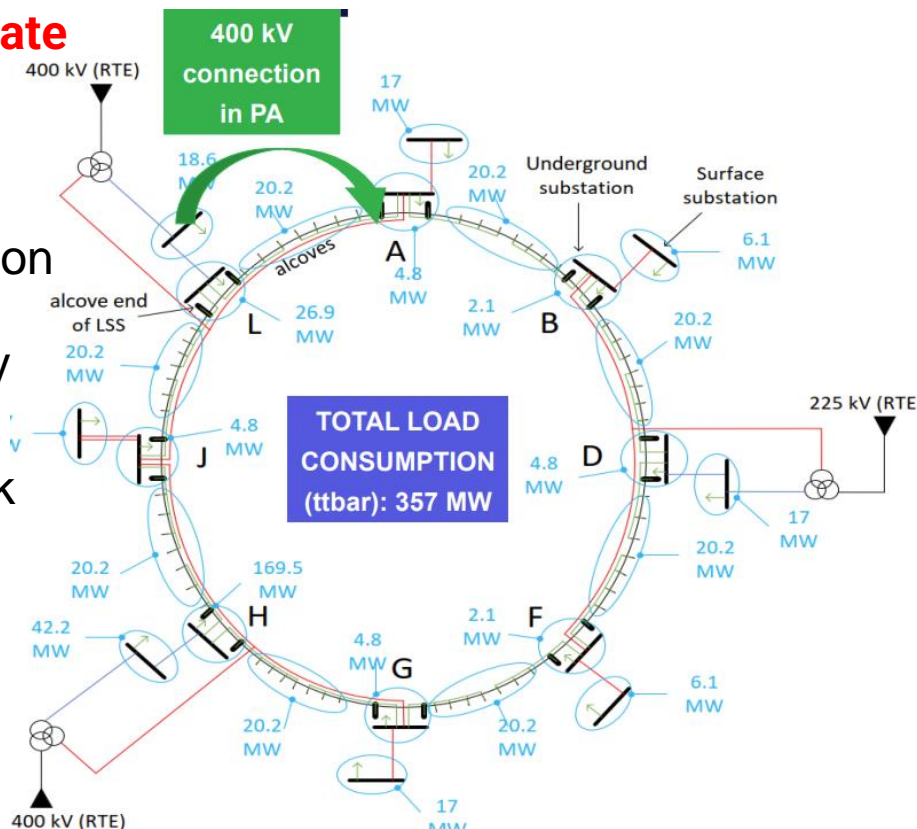 ate
on
y
k
400 kV
connection
in PA
400 kV (RTE)
17
MW
18.6
MW
20.2
MW
20.2
MW
Underground
substation
Surface
substation
alcoves
A
4.8
MW
6.1
MW
2.1
MW
B
alcove end
of LSS
L
26.9
MW
20.2
MW
20.2
MW
225 kV (RTE
TOTAL LOAD
CONSUMPTION
(ttbar): 357 MW
J
4.8
MW
D
4.8
MW
17
MW
20.2
MW
20.2
MW
169.5
MW
H
42.2
MW
4.8
MW
G
2.1
MW
F
6.1
MW
20.2
MW
20.2
MW
17
MW
400 kV (RTE)